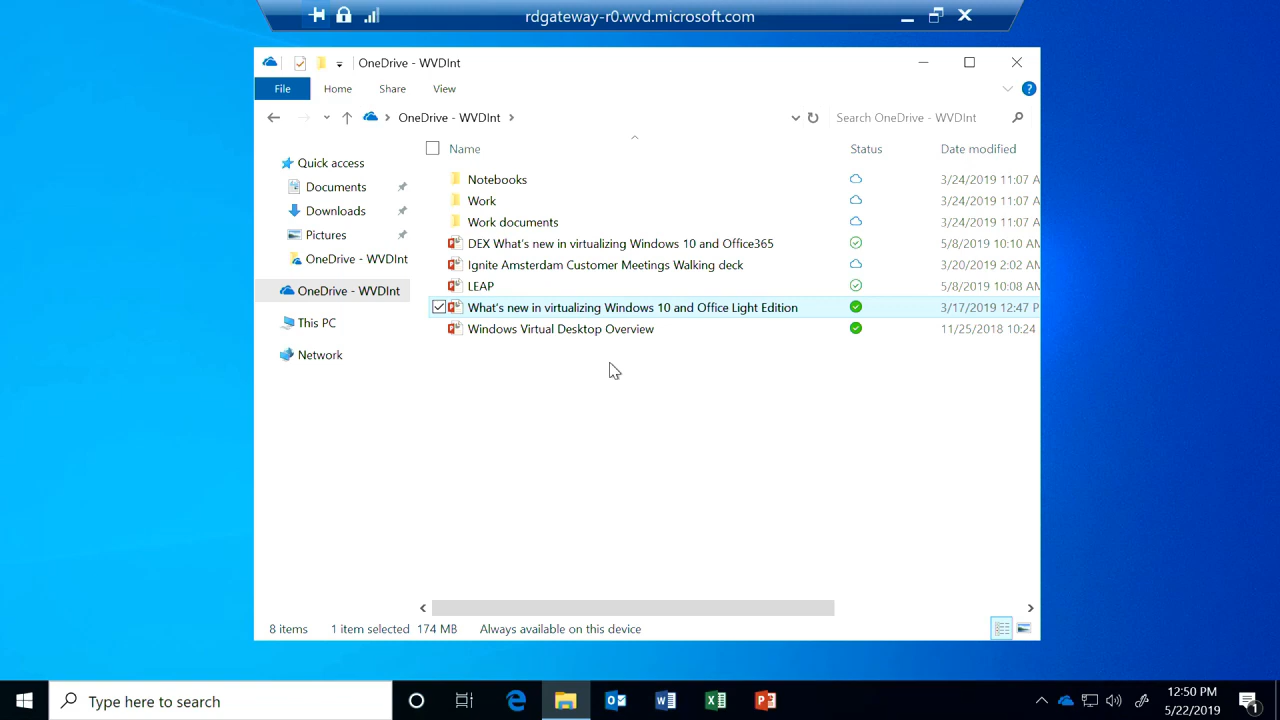 rdgateway-r0.wvd.microsoft.com
OneDrive - WVDInt
File Home Share View
OneDrive - WVDInt
Search OneDrive - WVDInt
Name Status Date modified
Quick access
Documents
Downloads
Pictures
OneDrive - WVDInt
OneDrive - WVDInt
This PC
Network
Notebooks 3/24/2019 11:07 A
Work 3/24/2019 11:07 A
Work documents 3/24/2019 11:07 A
DEX What's new in virtualizing Windows 10 and Office365 5/8/2019 10:10 AM
Ignite Amsterdam Customer Meetings Walking deck 3/20/2019 2:02 AM
LEAP 5/8/2019 10:08 AM
What's new in virtualizing Windows 10 and Office Light Edition 3/17/2019 12:47 P
Windows Virtual Desktop Overview 11/25/2018 10:24
8 items 1 item selected 174 MB Always available on this device
Type here to search
12:50 PM
5/22/2019
1